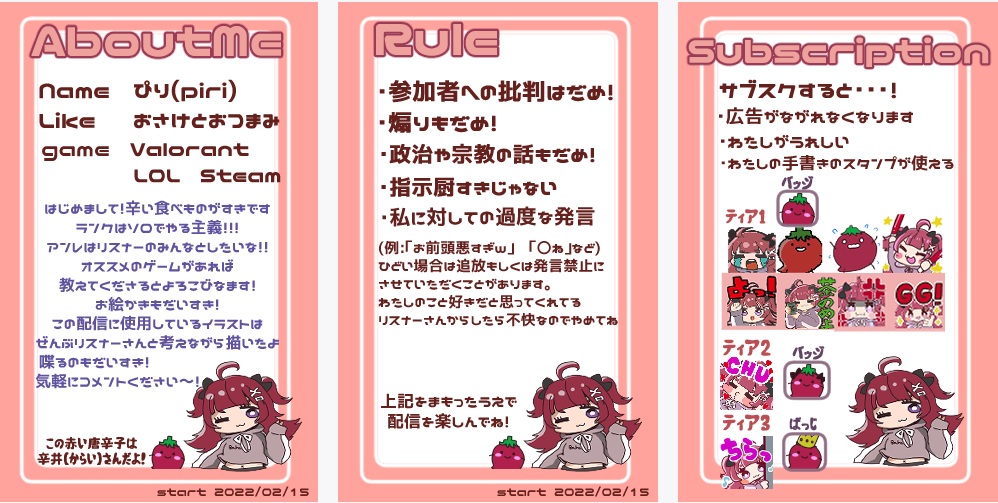 AboutMe
Name ぴり(piri)
Like おさけとおつまみ
game Valorant
LOL Steam
はじめまして!辛い食べものがすきです
ランクはソロでやる主義!!!
アンレはリスナーのみんなとしたいな!!
オススメのゲームがあれば
教えてくださるとよろこびます!
お絵かきもだいすき!
この配信に使用しているイラストは
ぜんぶリスナーさんと考えながら描いたよ
喋るのもだいすき!
気軽にコメントください〜!
この赤い唐辛子は
辛井(からい)さんだよ!
start 2022/02/15
Rule
・参加者への批判はだめ!
・煽りもだめ!
・政治や宗教の話もだめ!
・指示厨すきじゃない
・私に対しての過度な発言
(例:「お前頭悪すぎw」「〇ね」など)
ひどい場合は追放もしくは発言禁止に
させていただくことがあります。
わたしのこと好きだと思ってくれてる
リスナーさんからしたら不快なのでやめてね
上記をまもったうえで
配信を楽しんでね!
start 2022/02/15
Subscription
サブスクすると・・・!
・広告がながれなくなります
・わたしがうれしい
・わたしの手書きのスタンプが使える
バッジ
ティア1
よっ!
GG!
ティア2
バッジ
CHU
ティア3
ばっじ
ちらっ